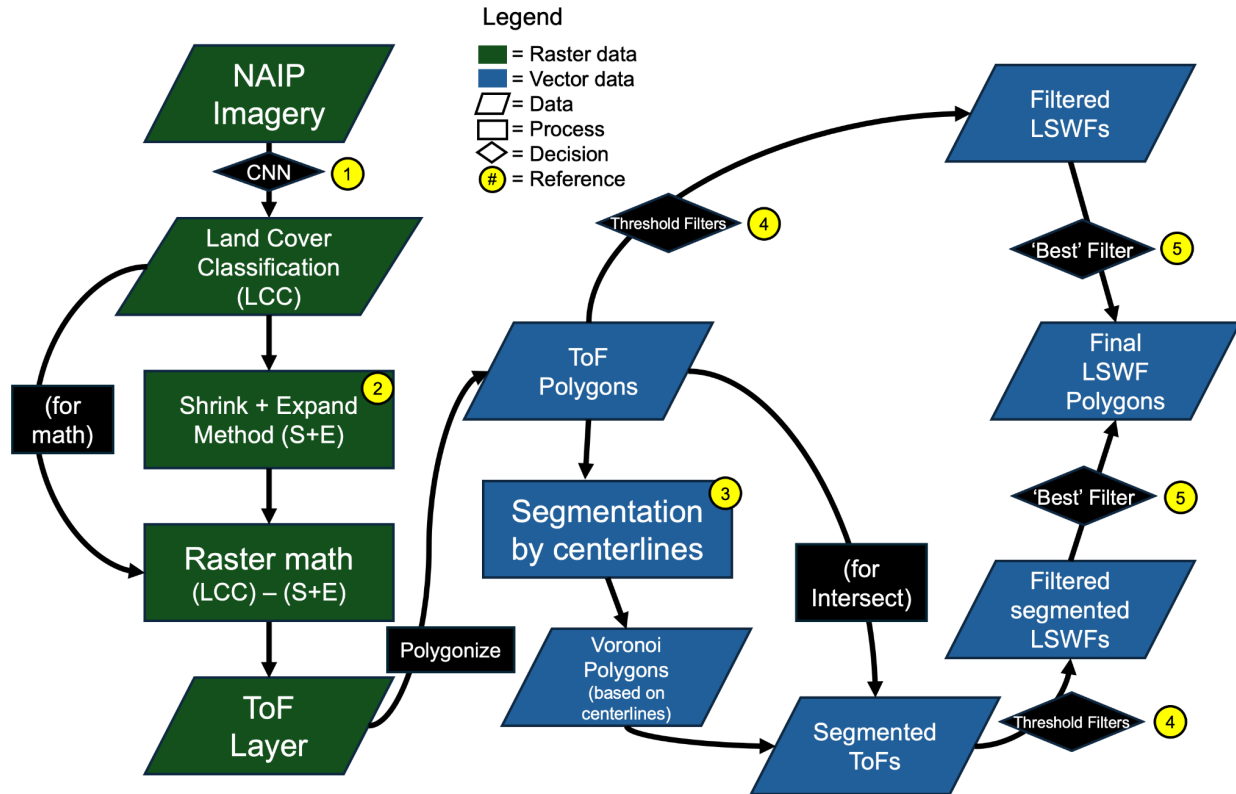 Legend
= Raster data
= Vector data
= Data
= Process
= Decision
# = Reference
NAIP
Imagery
CNN
1
Land Cover
Classification
(LCC)
(for
math)
2
Shrink + Expand
Method (S+E)
Raster math
(LCC) – (S+E)
ToF
Layer
Polygonize
ToF
Polygons
Threshold Filters
4
Filtered
LSWFs
'Best' Filter
5
Final
LSWF
Polygons
3
Segmentation
by centerlines
(for
Intersect)
Voronoi
Polygons
(based on
centerlines)
Segmented
ToFs
Threshold Filters
4
Filtered
segmented
LSWFs
'Best' Filter
5